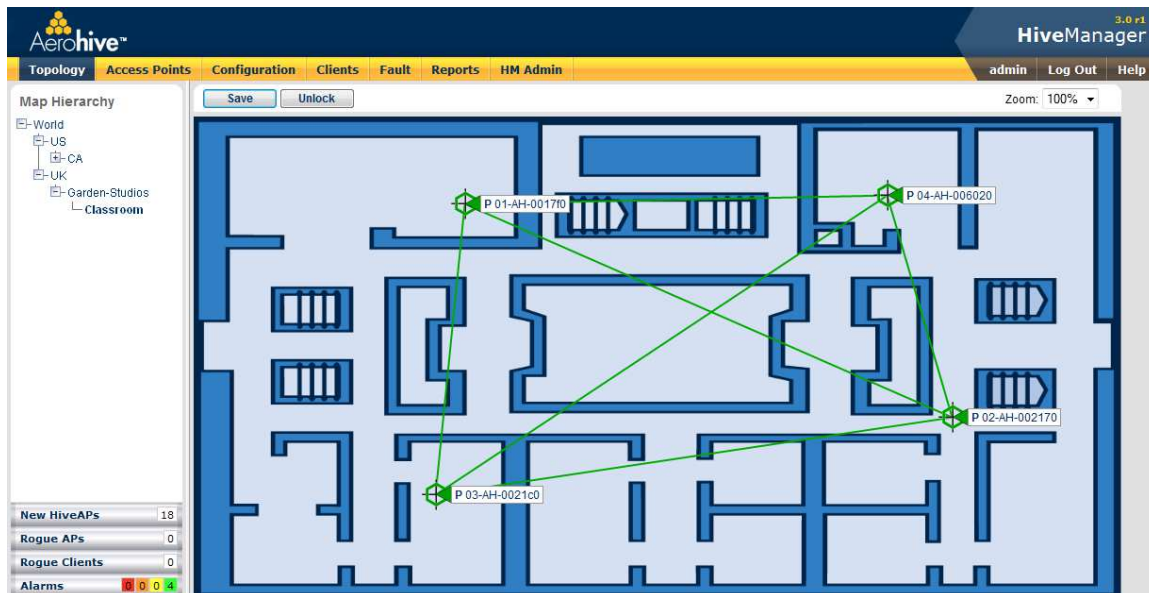 3.0 r1
Aerohive™
HiveManager
Topology Access Points Configuration Clients Fault Reports HM Admin admin Log Out Help
Map Hierarchy
Save Unlock Zoom: 100%
World
US
CA
UK
Garden-Studios
Classroom
P 01-AH-0017f0
P 04-AH-006020
P 02-AH-002170
P 03-AH-0021c0
New HiveAPs 18
Rogue APs 0
Rogue Clients 0
Alarms 0 0 0 4